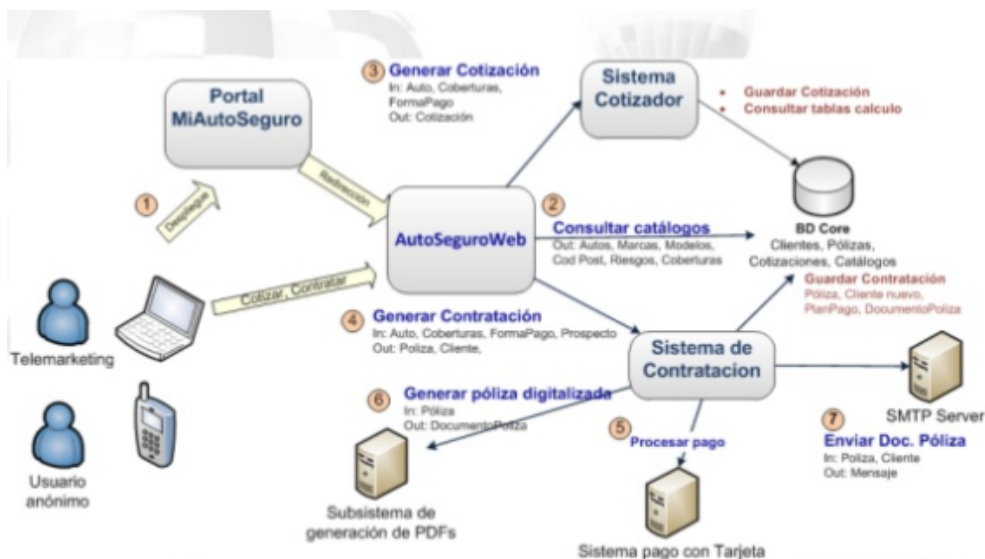 3 Generar Cotización
In: Auto, Coberturas,
FormaPago
Out: Cotización
Sistema
Cotizador
• Guardar Cotización
• Consultar tablas calculo
Portal
MiAutoSeguro
1
Despliegue
Redirección
AutoSeguroWeb
2
Consultar catálogos
Out: Autos, Marcas, Modelos,
Cod Post, Riesgos, Coberturas
BD Core
Clientes, Pólizas,
Cotizaciones, Catálogos
Guardar Contratación
Póliza, Cliente nuevo,
PlanPago, DocumentoPoliza
Cotizar, Contratar
Telemarketing
4 Generar Contratación
In: Auto, Coberturas, FormaPago, Prospecto
Out: Poliza, Cliente,
Sistema de
Contratacion
6 Generar póliza digitalizada
In: Póliza
Out: DocumentoPoliza
5
Procesar pago
SMTP Server
7
Enviar Doc. Póliza
In: Poliza, Cliente
Out: Mensaje
Usuario
anónimo
Subsistema de
generación de PDFs
Sistema pago con Tarjeta